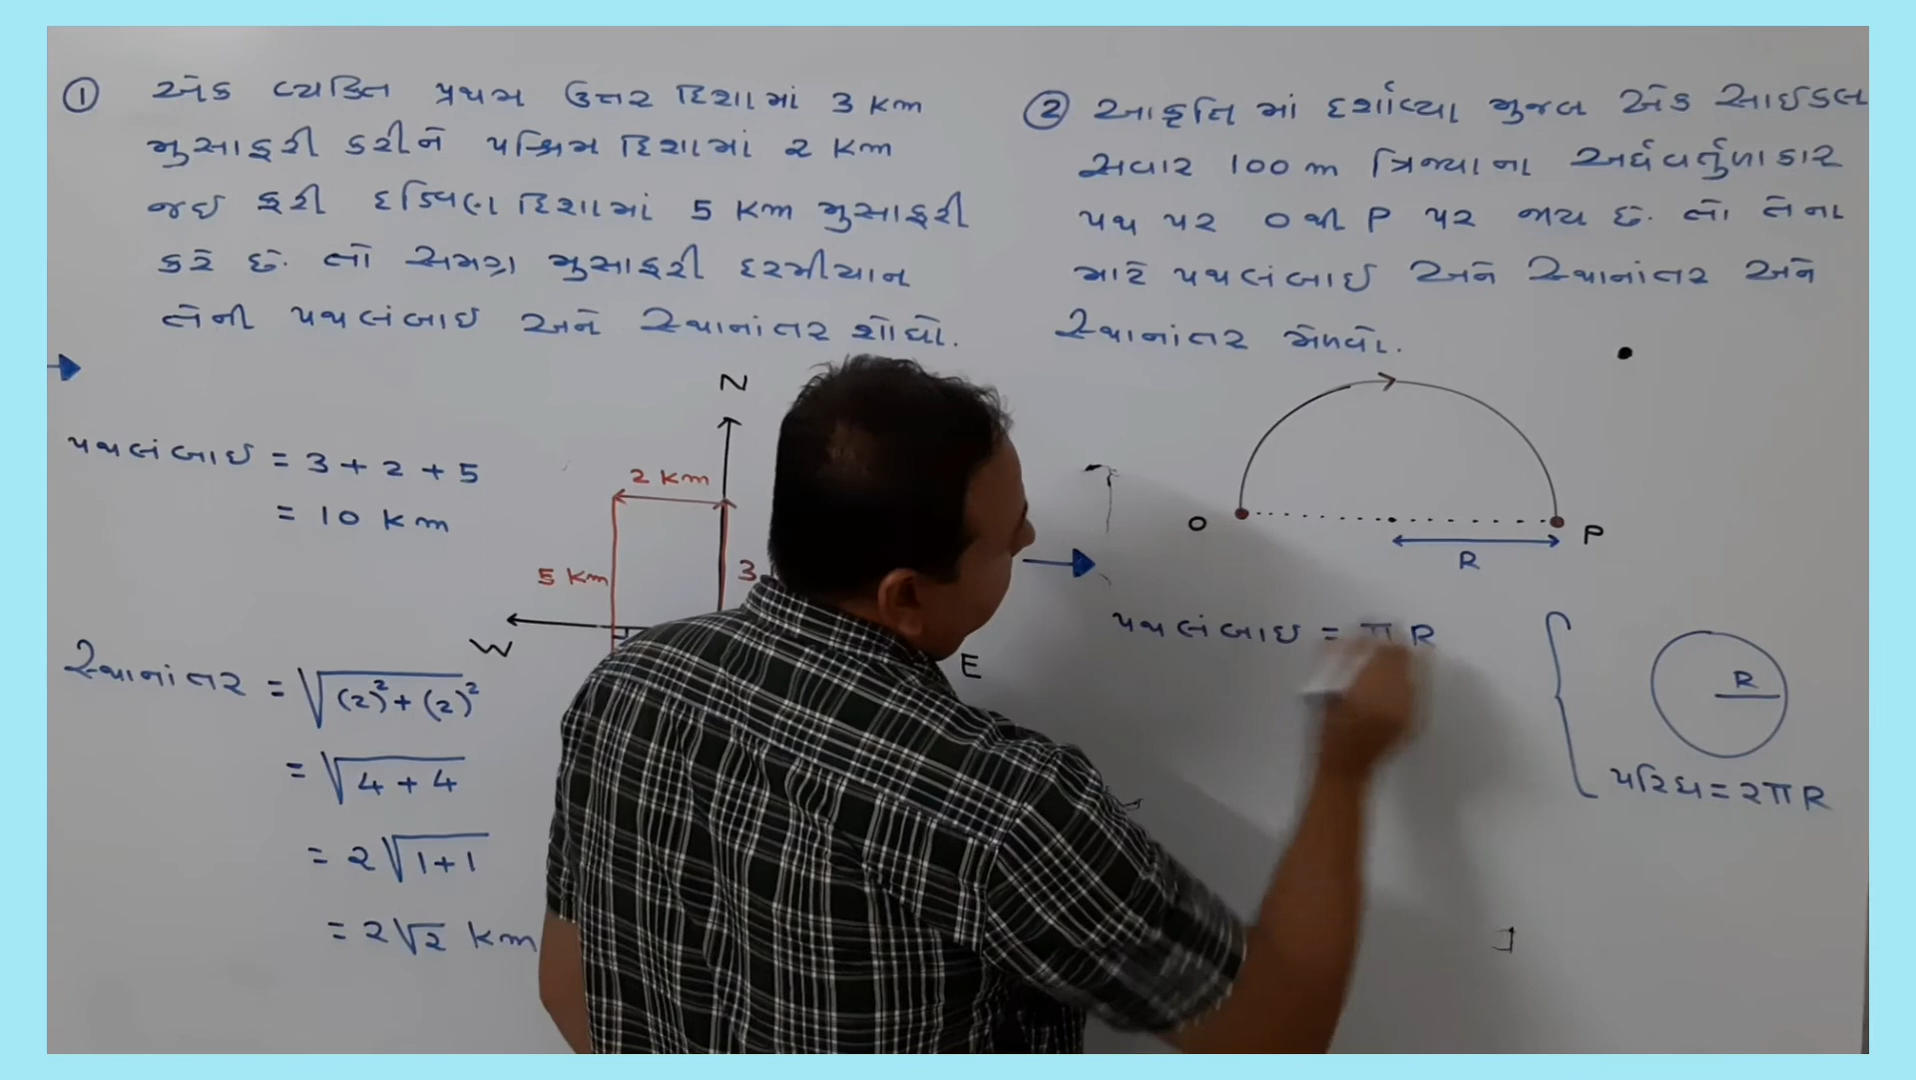 ① એક વ્યકિત પ્રથમ ઉત્તર દિશામાં 3 Km
મુસાફરી કરીને પશ્ચિમ દિશામાં 2 Km
જઇ ફરી દક્ષિણ દિશામાં 5 Km મુસાફરી
કરે છે. તો સમગ્ર મુસાફરી દરમીયાન
તેની પથલંબાઇ અને સ્થાનાંતર શોધો.
પથલંબાઇ = 3 + 2 + 5
= 10 Km
સ્થાનાંતર = √(2)² + (2)²
= √4 + 4
= 2√1+1
= 2√2 Km
N
2 Km
5 Km
3
W
E
② આકૃતિ માં દર્શાવ્યા મુજબ એક સાઇકલ
સવાર 100 m ત્રિજ્યાના અર્ધવર્તુળાકાર
પથ પર O થી P પર જાય છે. તો તેના
માટે પથલંબાઇ અને સ્થાનાંતર અને
સ્થાનાંતર મેળવો.
O
P
R
પથલંબાઇ = π R
R
પરિઘ = 2πR